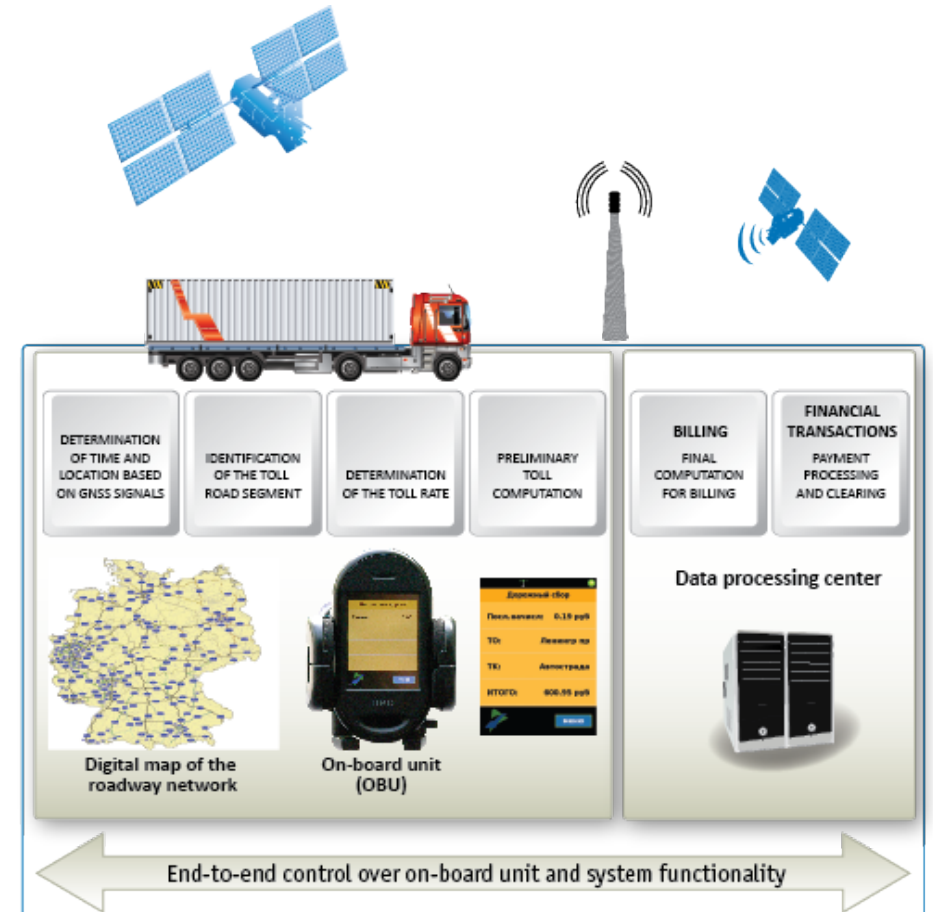 DETERMINATION
OF TIME AND
LOCATION BASED
ON GNSS SIGNALS
IDENTIFICATION
OF THE TOLL
ROAD SEGMENT
DETERMINATION
OF THE TOLL RATE
PRELIMINARY
TOLL
COMPUTATION
BILLING
FINAL
COMPUTATION
FOR BILLING
FINANCIAL
TRANSACTIONS
PAYMENT
PROCESSING
AND CLEARING
Дорожный сбор
0.19 руб
ТО: Ленингр пр
ТК: Автострада
ИТОГО: 600.95 руб
Data processing center
Digital map of the
roadway network
On-board unit
(OBU)
End-to-end control over on-board unit and system functionality